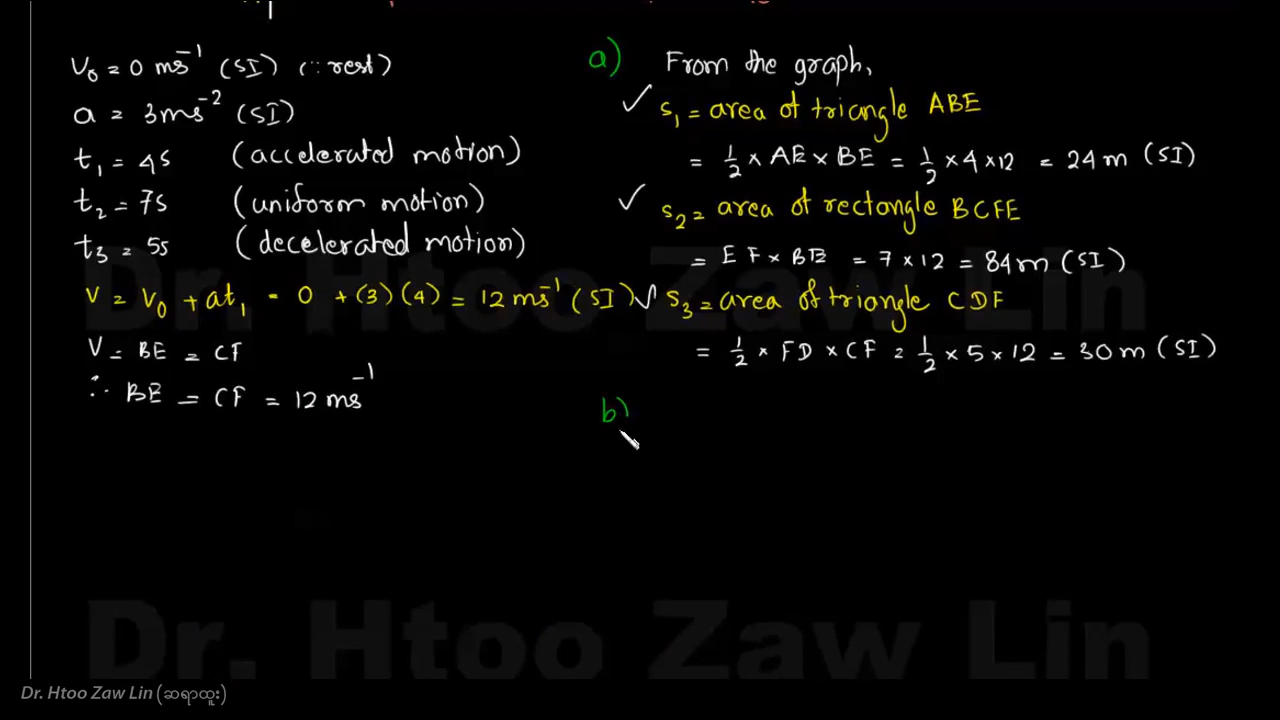 V₀ = 0 ms⁻¹ (SI) (∵ rest)
a = 3ms⁻² (SI)
t₁ = 4s (accelerated motion)
t₂ = 7s (uniform motion)
t₃ = 5s (decelerated motion)
V = V₀ + at₁ = 0 + (3)(4) = 12 ms⁻¹ (SI)
V = BE = CF
∴ BE = CF = 12 ms⁻¹
a) From the graph,
✓ s₁ = area of triangle ABE
= ½ × AE × BE = ½ × 4 × 12 = 24 m (SI)
✓ s₂ = area of rectangle BCFE
= EF × BE = 7 × 12 = 84 m (SI)
✓ s₃ = area of triangle CDF
= ½ × FD × CF = ½ × 5 × 12 = 30 m (SI)
b)
Dr. Htoo Zaw Lin
Dr. Htoo Zaw Lin
Dr. Htoo Zaw Lin (ဆရာထူး)